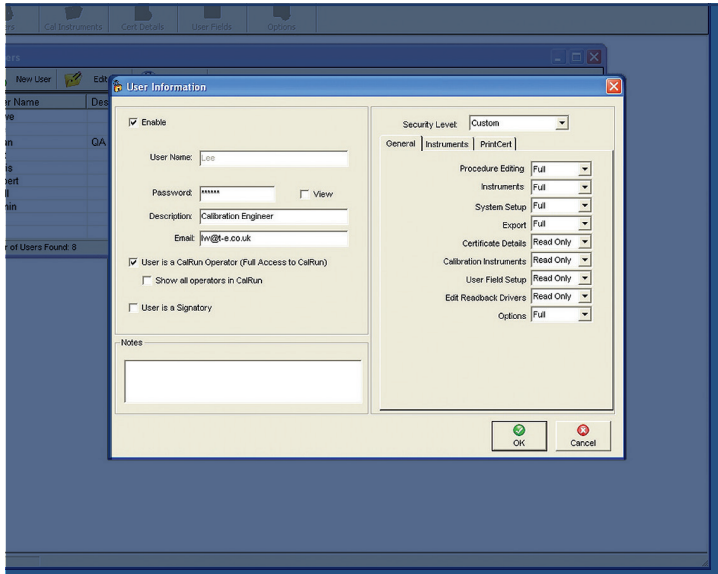 Cal Instruments Cert Details User Fields Options
New User
User Information
Enable
User Name: Lee
Password: ****** View
Description: Calibration Engineer
Email: lw@t-e.co.uk
User is a CalRun Operator (Full Access to CalRun)
Show all operators in CalRun
User is a Signatory
Notes
Security Level: Custom
General Instruments PrintCert
Procedure Editing Full
Instruments Full
System Setup Full
Export Full
Certificate Details Read Only
Calibration Instruments Read Only
User Field Setup Read Only
Edit Readback Drivers Read Only
Options Full
OK Cancel
QA
r of Users Found: 8